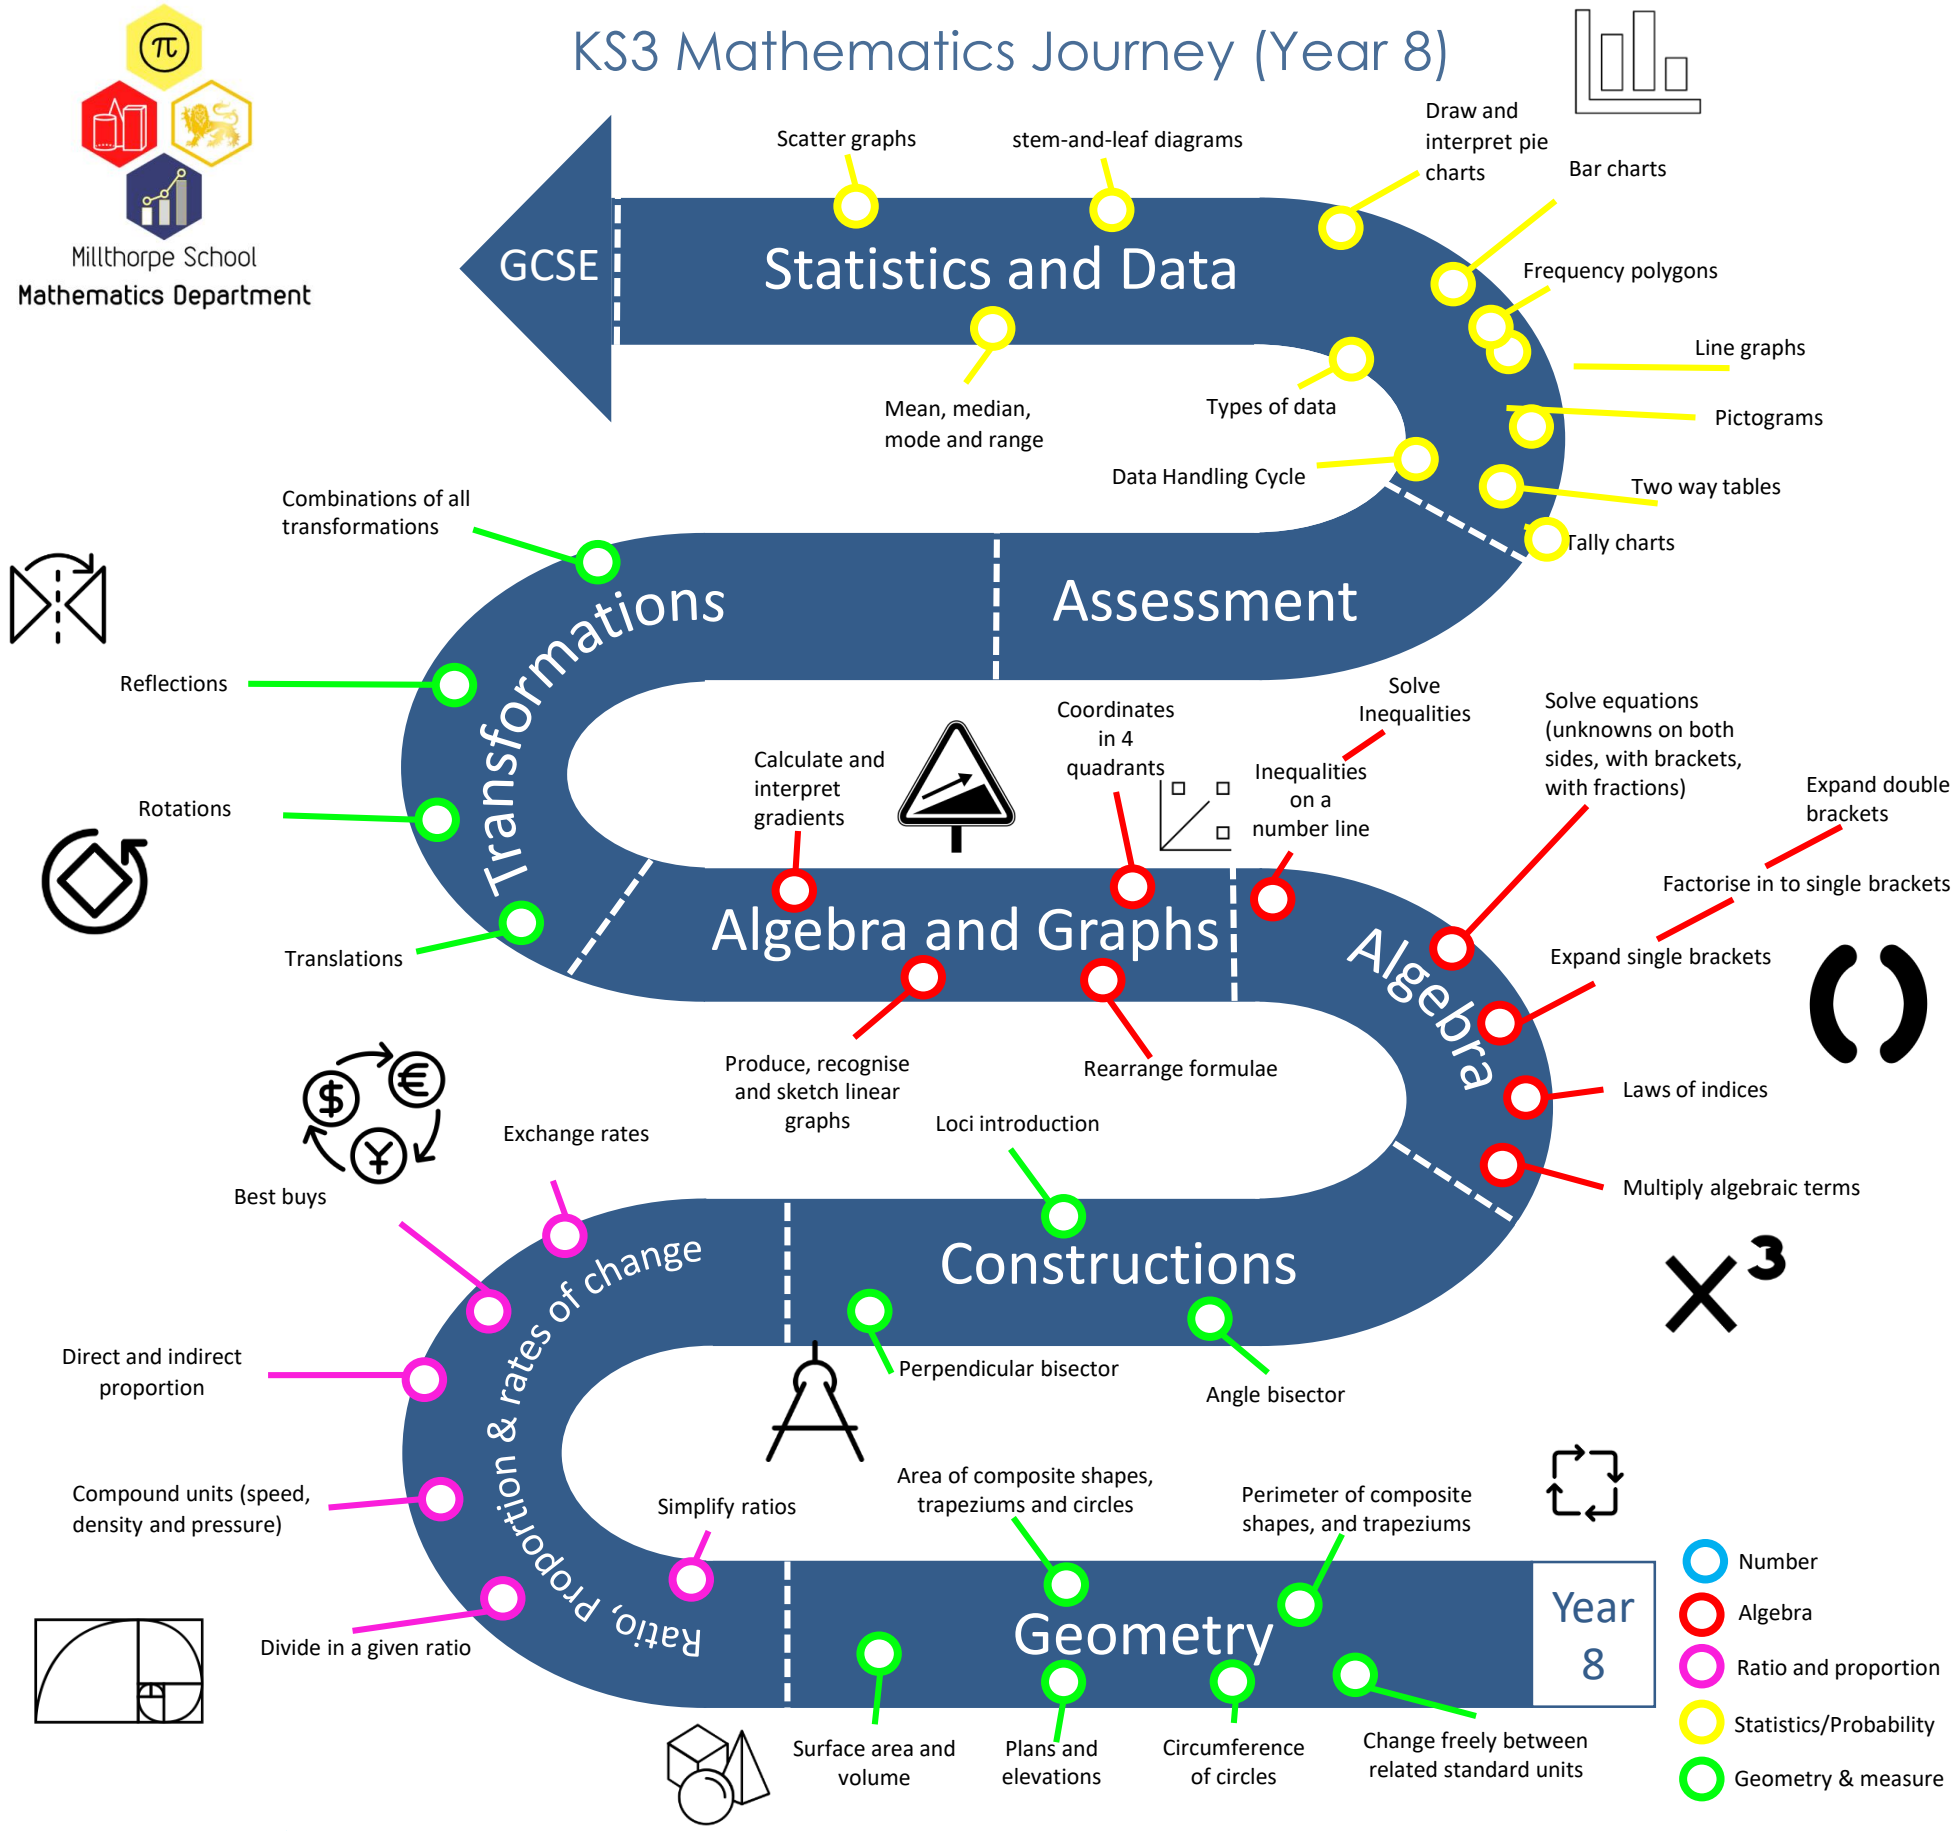 KS3 Mathematics Journey (Year 8)
π
Millthorpe School
Mathematics Department
GCSE
Statistics and Data
Scatter graphs
stem-and-leaf diagrams
Draw and
interpret pie
charts
Bar charts
Frequency polygons
Line graphs
Pictograms
Two way tables
Tally charts
Mean, median,
mode and range
Types of data
Data Handling Cycle
Assessment
Combinations of all
transformations
Transformations
Reflections
Rotations
Translations
Calculate and
interpret
gradients
Coordinates
in 4
quadrants
Solve
Inequalities
Inequalities
on a
number line
Solve equations
(unknowns on both
sides, with brackets,
with fractions)
Expand double
brackets
Factorise in to single brackets
Expand single brackets
Algebra and Graphs
Algebra
Produce, recognise
and sketch linear
graphs
Rearrange formulae
Laws of indices
Multiply algebraic terms
( )
X 3
$
€
¥
Exchange rates
Best buys
Loci introduction
Constructions
Perpendicular bisector
Angle bisector
Direct and indirect
proportion
Compound units (speed,
density and pressure)
Divide in a given ratio
Simplify ratios
Ratio, Proportion & rates of change
Area of composite shapes,
trapeziums and circles
Perimeter of composite
shapes, and trapeziums
Geometry
Year
8
Surface area and
volume
Plans and
elevations
Circumference
of circles
Change freely between
related standard units
Number
Algebra
Ratio and proportion
Statistics/Probability
Geometry & measure